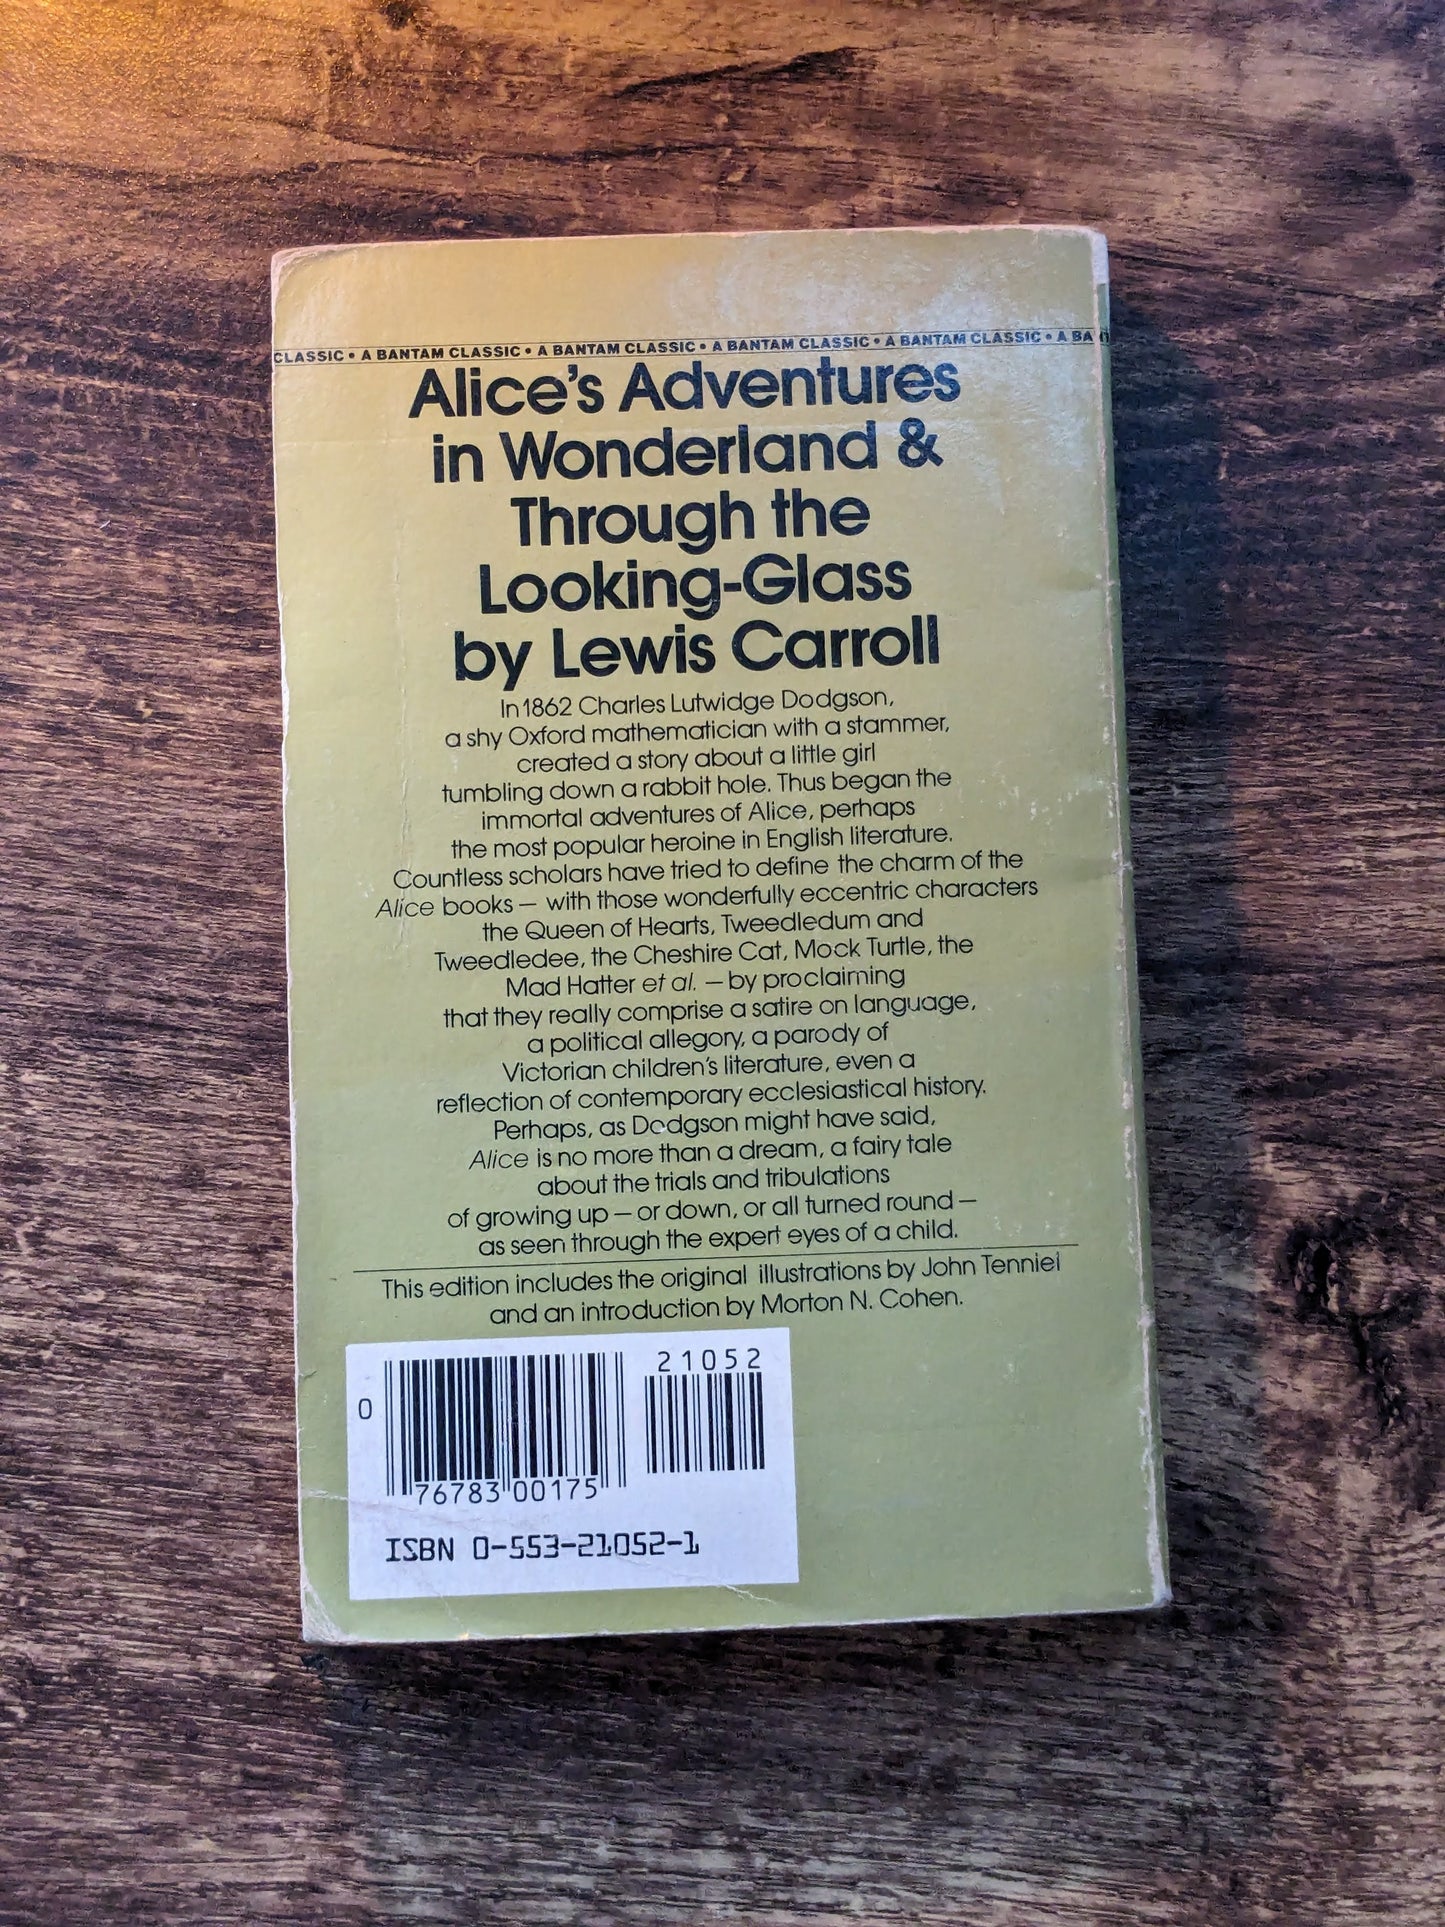 CLASSIC • A BANTAM CLASSIC • A BANTAM CLASSIC • A BANTAM CLASSIC • A BANTAM CLASSIC • A BA
Alice's Adventures
in Wonderland &
Through the
Looking-Glass
by Lewis Carroll
In 1862 Charles Lutwidge Dodgson,
a shy Oxford mathematician with a stammer,
created a story about a little girl
tumbling down a rabbit hole. Thus began the
immortal adventures of Alice, perhaps
the most popular heroine in English literature.
Countless scholars have tried to define the charm of the
Alice books – with those wonderfully eccentric characters
the Queen of Hearts, Tweedledum and
Tweedledee, the Cheshire Cat, Mock Turtle, the
Mad Hatter et al. – by proclaiming
that they really comprise a satire on language,
a political allegory, a parody of
Victorian children's literature, even a
reflection of contemporary ecclesiastical history.
Perhaps, as Dodgson might have said,
Alice is no more than a dream, a fairy tale
about the trials and tribulations
of growing up – or down, or all turned round –
as seen through the expert eyes of a child.
This edition includes the original illustrations by John Tenniel
and an introduction by Morton N. Cohen.
21052
0
76783 00175
ISBN 0-553-21052-1